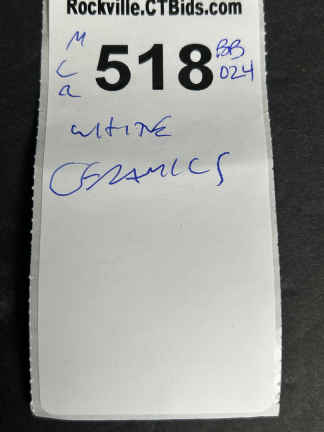 Rockville.CTBids.com
M
C
a
518
BB
024
WHITE
CERAMICS